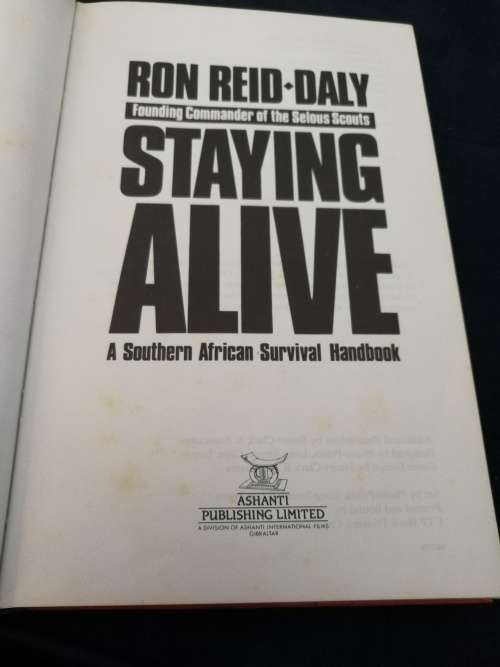 RON REID•DALY
Founding Commander of the Selous Scouts
STAYING
ALIVE
A Southern African Survival Handbook
ASHANTI
PUBLISHING LIMITED
A DIVISION OF ASHANTI INTERNATIONAL FILMS
GIBRALTAR